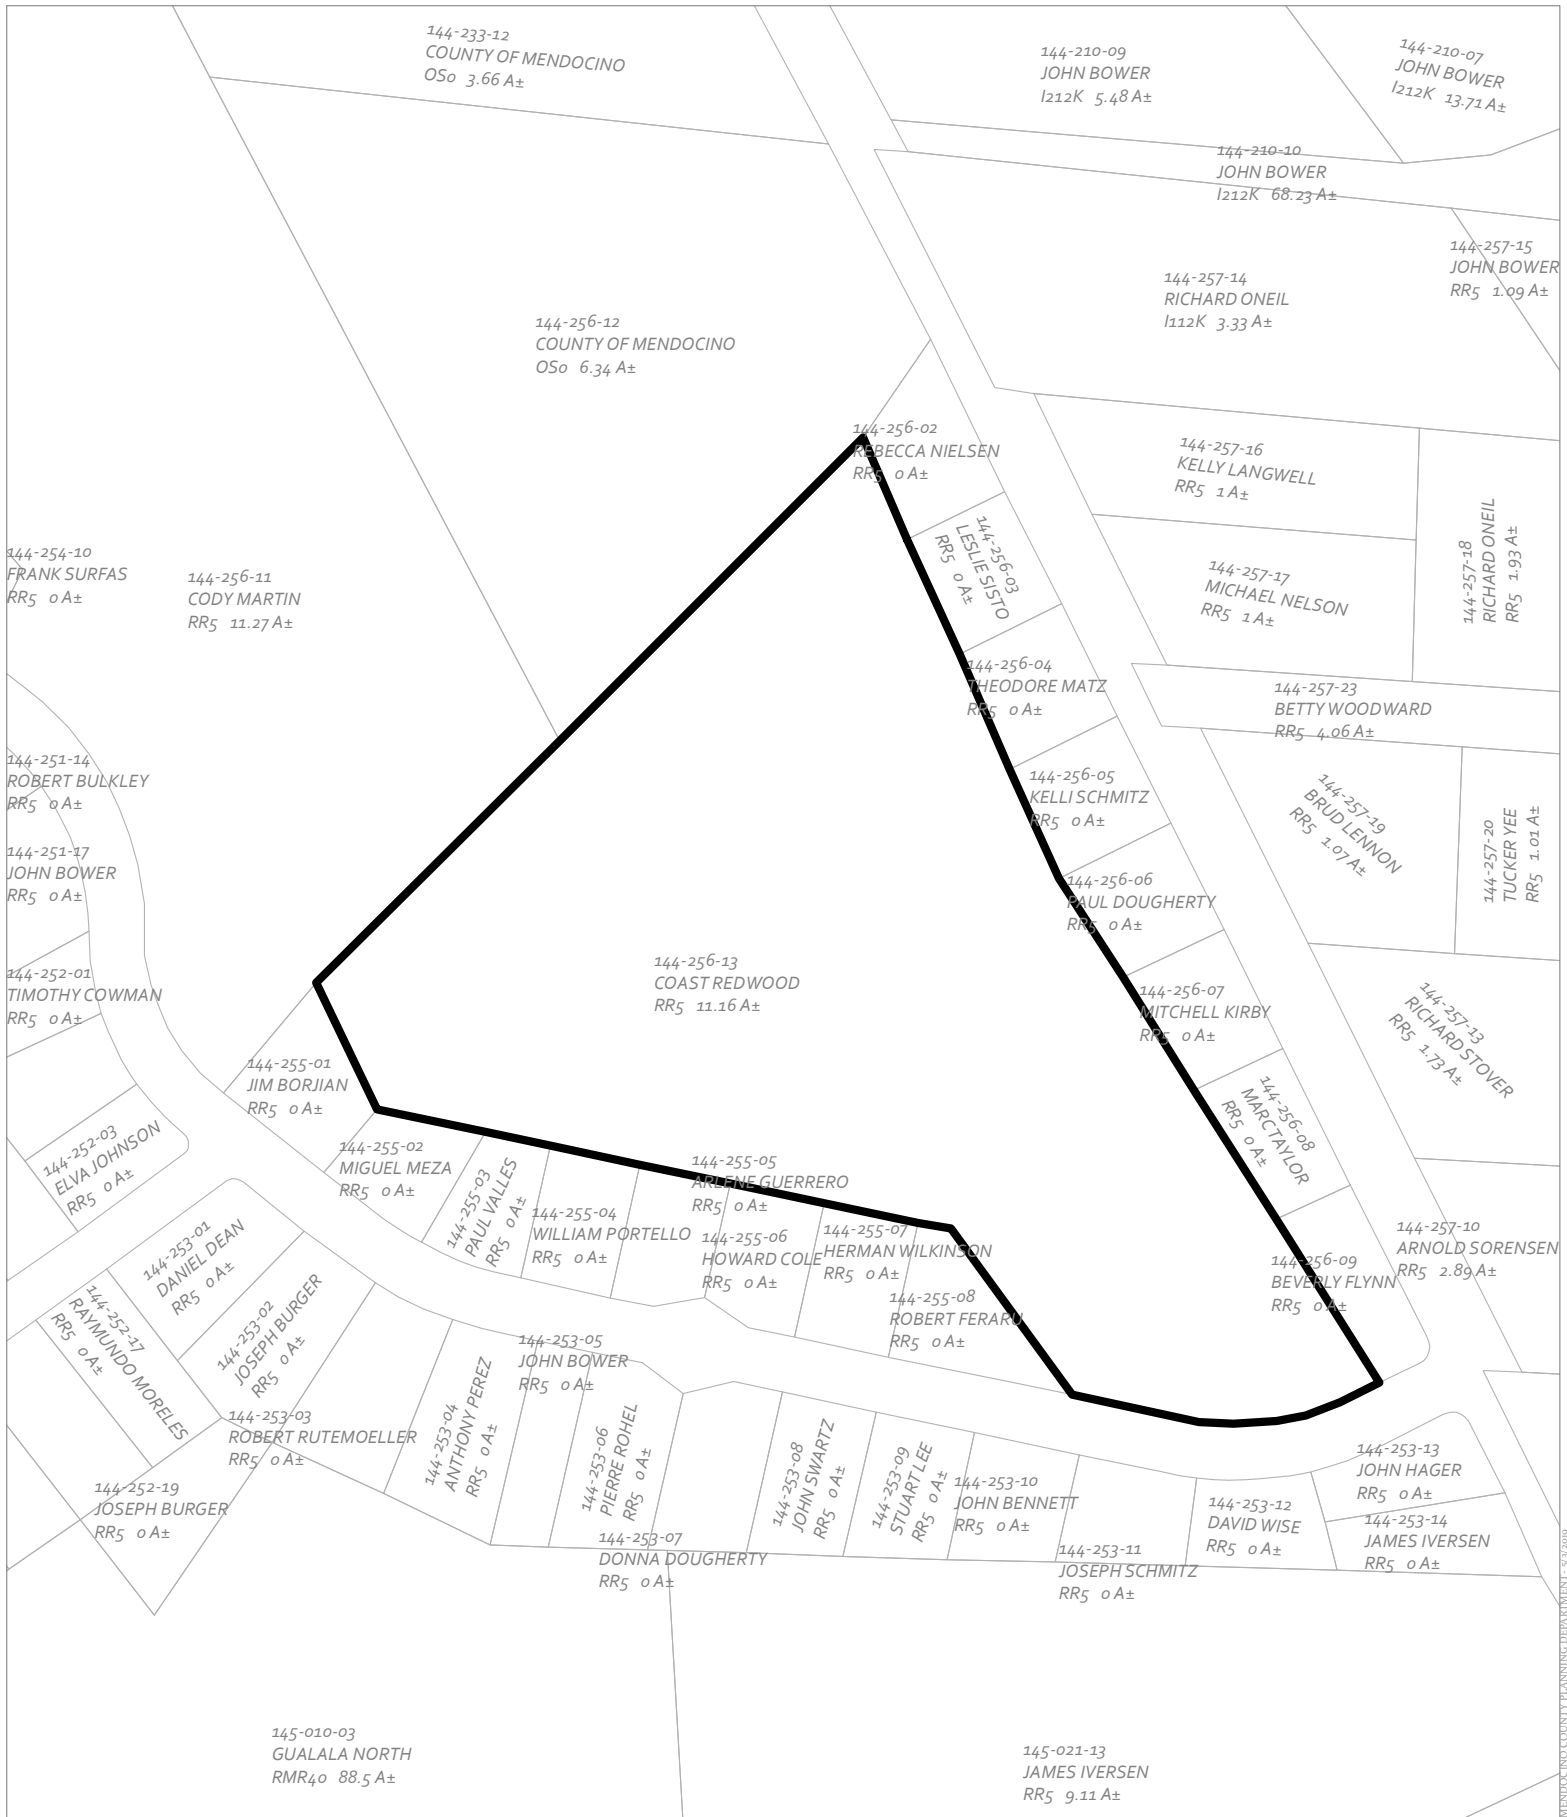 144-233-12
COUNTY OF MENDOCINO
OS0 3.66 A±
144-210-09
JOHN BOWER
I212K 5.48 A±
144-210-07
JOHN BOWER
I212K 13.71 A±
144-210-10
JOHN BOWER
I212K 68.23 A±
144-257-15
JOHN BOWER
RR5 1.09 A±
144-257-14
RICHARD ONEIL
I112K 3.33 A±
144-256-12
COUNTY OF MENDOCINO
OS0 6.34 A±
144-256-02
REBECCA NIELSEN
RR5 0 A±
144-257-16
KELLY LANGWELL
RR5 1 A±
144-257-18
RICHARD ONEIL
RR5 1.93 A±
144-256-03
LESLIE SISTO
RR5 0 A±
144-254-10
FRANK SURFAS
RR5 0 A±
144-256-11
CODY MARTIN
RR5 11.27 A±
144-257-17
MICHAEL NELSON
RR5 1 A±
144-256-04
THEODORE MATZ
RR5 0 A±
144-257-23
BETTY WOODWARD
RR5 4.06 A±
144-251-14
ROBERT BULKLEY
RR5 0 A±
144-256-05
KELLI SCHMITZ
RR5 0 A±
144-257-19
BRUD LENNON
RR5 1.07 A±
144-257-20
TUCKER YEE
RR5 1.01 A±
144-251-17
JOHN BOWER
RR5 0 A±
144-256-06
PAUL DOUGHERTY
RR5 0 A±
144-252-01
TIMOTHY COWMAN
RR5 0 A±
144-256-13
COAST REDWOOD
RR5 11.16 A±
144-256-07
MITCHELL KIRBY
RR5 0 A±
144-257-13
RICHARD STOVER
RR5 1.73 A±
144-255-01
JIM BORJIAN
RR5 0 A±
144-256-08
MARC TAYLOR
RR5 0 A±
144-252-03
ELVA JOHNSON
RR5 0 A±
144-255-02
MIGUEL MEZA
RR5 0 A±
144-255-03
PAUL VALLES
RR5 0 A±
144-255-05
ARLENE GUERRERO
RR5 0 A±
144-255-04
WILLIAM PORTELLO
RR5 0 A±
144-255-06
HOWARD COLE
RR5 0 A±
144-255-07
HERMAN WILKINSON
RR5 0 A±
144-257-10
ARNOLD SORENSEN
RR5 2.89 A±
144-256-09
BEVERLY FLYNN
RR5 0 A±
144-253-01
DANIEL DEAN
RR5 0 A±
144-255-08
ROBERT FERARU
RR5 0 A±
144-252-17
RAYMUNDO MORELES
RR5 0 A±
144-253-02
JOSEPH BURGER
RR5 0 A±
144-253-05
JOHN BOWER
RR5 0 A±
144-253-03
ROBERT RUTEMOELLER
RR5 0 A±
144-253-04
ANTHONY PEREZ
RR5 0 A±
144-253-06
PIERRE ROHEL
RR5 0 A±
144-253-08
JOHN SWARTZ
RR5 0 A±
144-253-09
STUART LEE
RR5 0 A±
144-253-10
JOHN BENNETT
RR5 0 A±
144-253-13
JOHN HAGER
RR5 0 A±
144-252-19
JOSEPH BURGER
RR5 0 A±
144-253-12
DAVID WISE
RR5 0 A±
144-253-14
JAMES IVERSEN
RR5 0 A±
144-253-07
DONNA DOUGHERTY
RR5 0 A±
144-253-11
JOSEPH SCHMITZ
RR5 0 A±
145-010-03
GUALALA NORTH
RMR40 88.5 A±
145-021-13
JAMES IVERSEN
RR5 9.11 A±
MENDOCINO COUNTY PLANNING DEPARTMENT - 5/3/2019